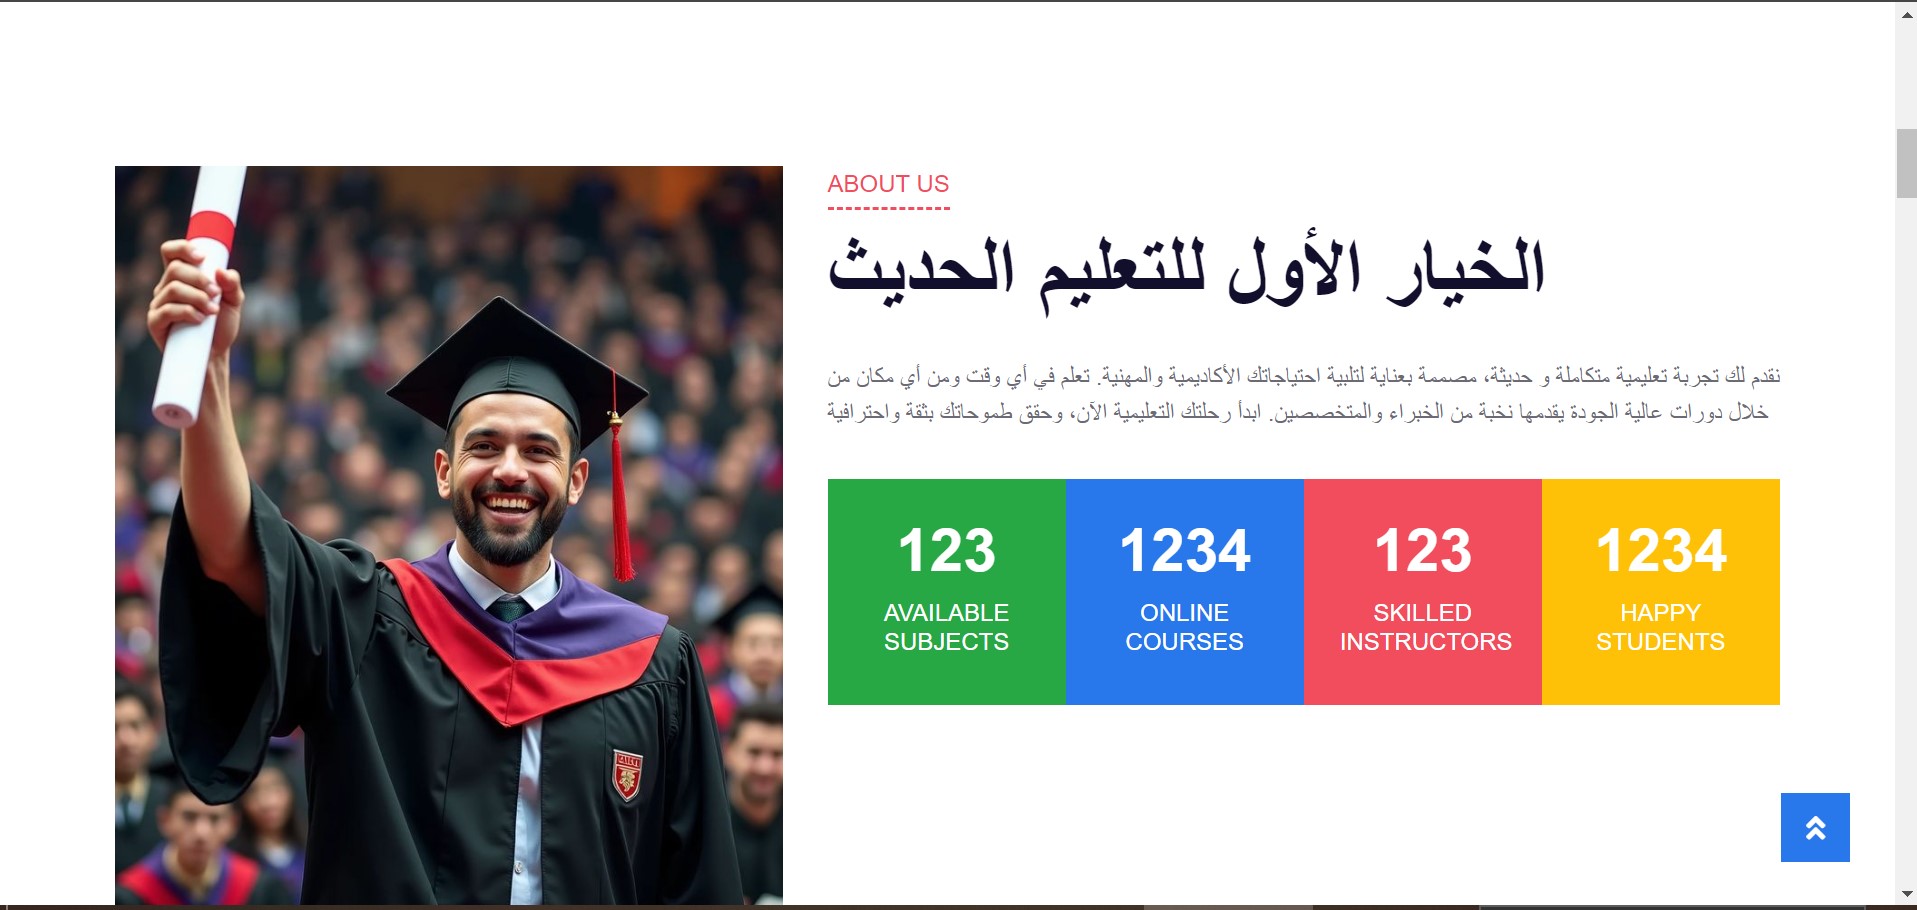 ABOUT US
الخيار الأول للتعليم الحديث
نقدم لك تجربة تعليمية متكاملة و حديثة، مصممة بعناية لتلبية احتياجاتك الأكاديمية والمهنية. تعلم في أي وقت ومن أي مكان من
خلال دورات عالية الجودة يقدمها نخبة من الخبراء والمتخصصين. ابدأ رحلتك التعليمية الآن، وحقق طموحاتك بثقة واحترافية
123
AVAILABLE
SUBJECTS
1234
ONLINE
COURSES
123
SKILLED
INSTRUCTORS
1234
HAPPY
STUDENTS